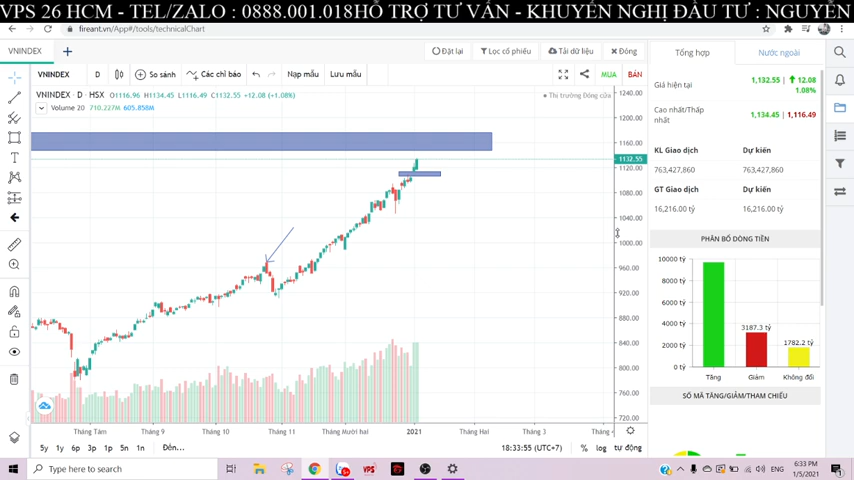 VPS 26 HCM - TEL/ZALO : 0888.001.018HỖ TRỢ TƯ VẤN - KHUYẾN NGHỊ ĐẦU TƯ : NGUYỄN
fireant.vn/App#/tools/technicalChart
VNINDEX
Đặt lại
Lọc cổ phiếu
Tải dữ liệu
Đóng
Tổng hợp
Nước ngoài
VNINDEX
D
So sánh
Các chỉ báo
Nạp mẫu
Lưu mẫu
MUA
BÁN
VNINDEX · D · HSX O1116.96 H1134.45 L1116.49 C1132.55 +12.08 (+1.08%)
Thị trường Đóng cửa
Volume 20 710.227M 605.858M
1240.00
1200.00
1160.00
1132.55
1120.00
1080.00
1040.00
1000.00
960.00
920.00
880.00
840.00
800.00
760.00
720.00
Tháng Tám
Tháng 9
Tháng 10
Tháng 11
Tháng Mười hai
2021
Tháng Hai
Tháng 3
Tháng 4
5y 1y 6p 3p 1p 5n 1n Đến...
18:33:55 (UTC+7)
% log tự động
Giá hiện tại
1,132.55 12.08
1.08%
Cao nhất/Thấp nhất
1,134.45 | 1,116.49
KL Giao dịch
Dự kiến
763,427,860
763,427,860
GT Giao dịch
Dự kiến
16,216.00 tỷ
16,216.00 tỷ
PHÂN BỔ DÒNG TIỀN
10000 tỷ
8000 tỷ
6000 tỷ
4000 tỷ
2000 tỷ
0 tỷ
3187.3 tỷ
1782.2 tỷ
Tăng
Giảm
Không đổi
SỐ MÃ TĂNG/GIẢM/THAM CHIẾU
Type here to search
VPS
ENG
6:33 PM
1/5/2021